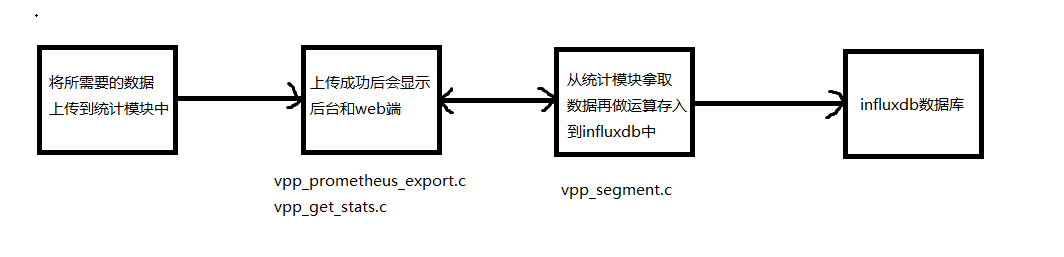 将所需要的数据
上传到统计模块中
上传成功后会显示
后台和web端
从统计模块拿取
数据再做运算存入
到influxdb中
influxdb数据库
vpp_prometheus_export.c
vpp_get_stats.c
vpp_segment.c